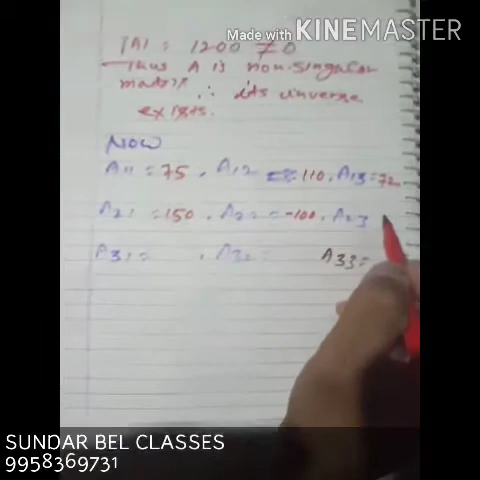 Made with KINEMASTER
|A| = 1200 ≠ 0
Thus A is non-singular
matrix ∴ its inverse
exists.
Now
A11 = 75, A12 = 110, A13 = 72
A21 = 150, A22 = -100, A23
A31 = , A32 = A33 =
SUNDAR BEL CLASSES
9958369731